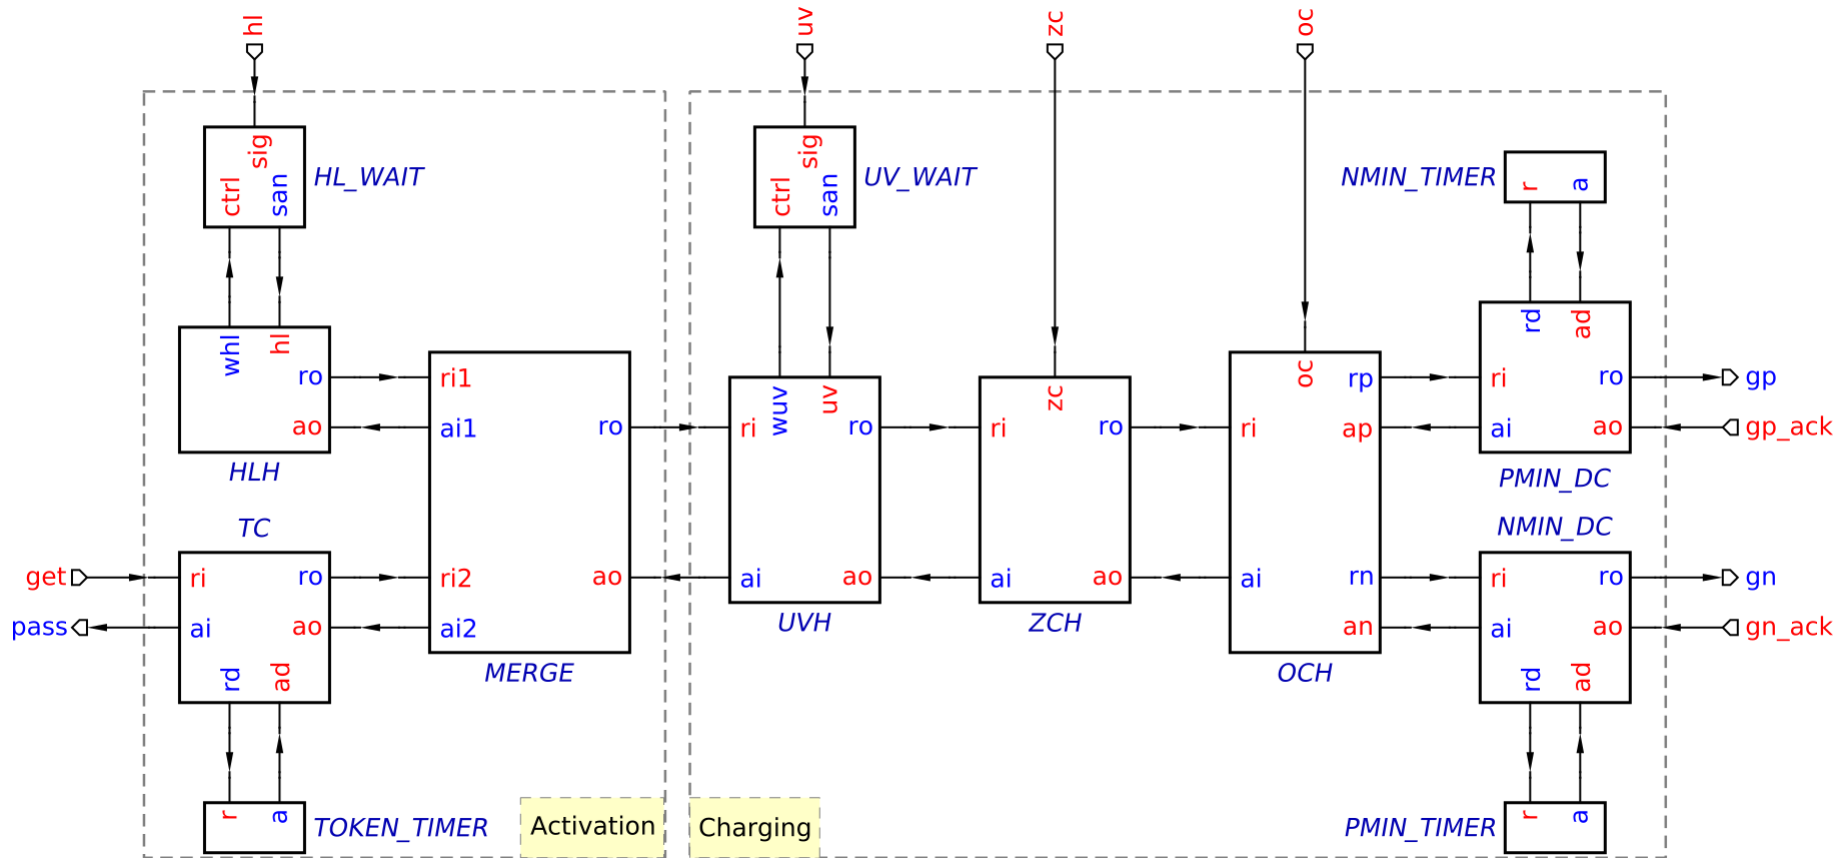 hl
uv
zc
oc
sig
ctrl
san
HL_WAIT
sig
ctrl
san
UV_WAIT
NMIN_TIMER
r
a
whl
hl
ro
ao
HLH
ri1
ai1
ri2
ai2
ro
ao
MERGE
wuv
uv
ri
ro
ai
ao
UVH
zc
ri
ro
ai
ao
ZCH
oc
ri
rp
ap
ai
rn
an
OCH
rd
ad
ri
ro
ai
ao
PMIN_DC
gp
gp_ack
TC
get
pass
ri
ro
ai
ao
rd
ad
NMIN_DC
ri
ro
ai
ao
rd
ad
gn
gn_ack
r
a
TOKEN_TIMER
Activation
Charging
PMIN_TIMER
r
a